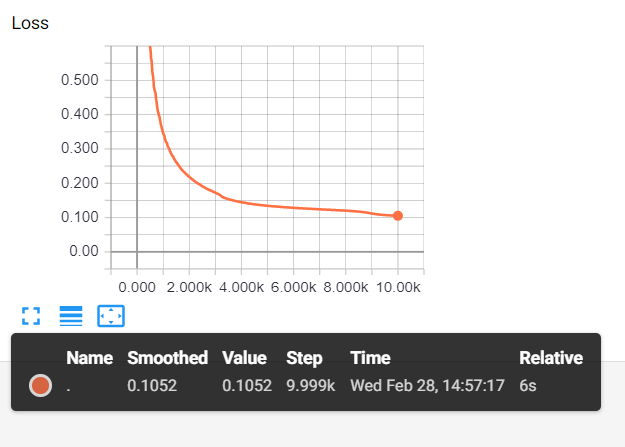 Loss
0.500
0.400
0.300
0.200
0.100
0.00
0.000 2.000k 4.000k 6.000k 8.000k 10.00k
Name Smoothed Value Step Time Relative
. 0.1052 0.1052 9.999k Wed Feb 28, 14:57:17 6s